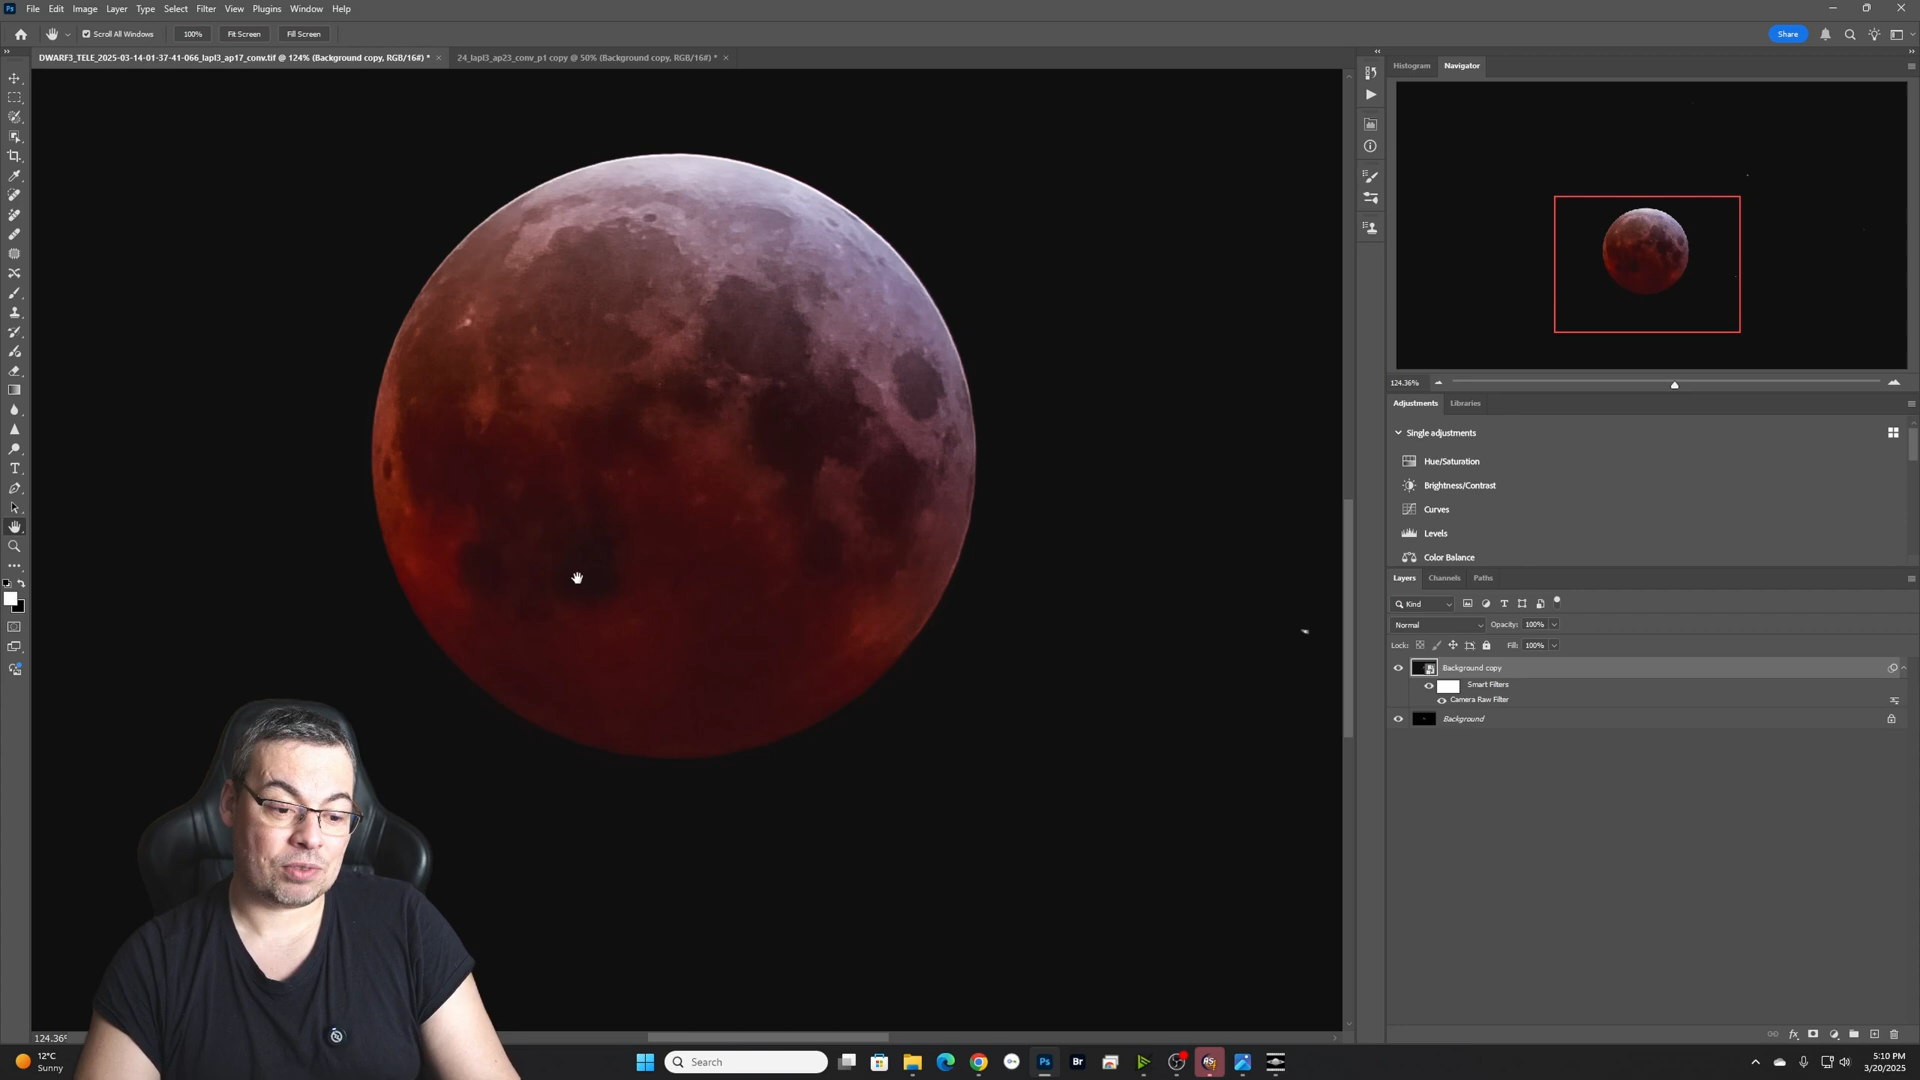 Ps File Edit Image Layer Type Select Filter View Plugins Window Help
Scroll All Windows 100% Fit Screen Fill Screen Share
DWARF3_TELE_2025-03-14-01-37-41-066_lapl3_ap17_conv.tif @ 124% (Background copy, RGB/16#) *
24_lapl3_ap23_conv_p1 copy @ 50% (Background copy, RGB/16#) *
Histogram Navigator
124.36%
Adjustments Libraries
Single adjustments
Hue/Saturation
Brightness/Contrast
Curves
Levels
Color Balance
Layers Channels Paths
Kind
Normal Opacity: 100%
Lock: Fill: 100%
Background copy
Smart Filters
Camera Raw Filter
Background
124.36%
12°C
Sunny
Search
Ps
Br
5:10 PM
3/20/2025